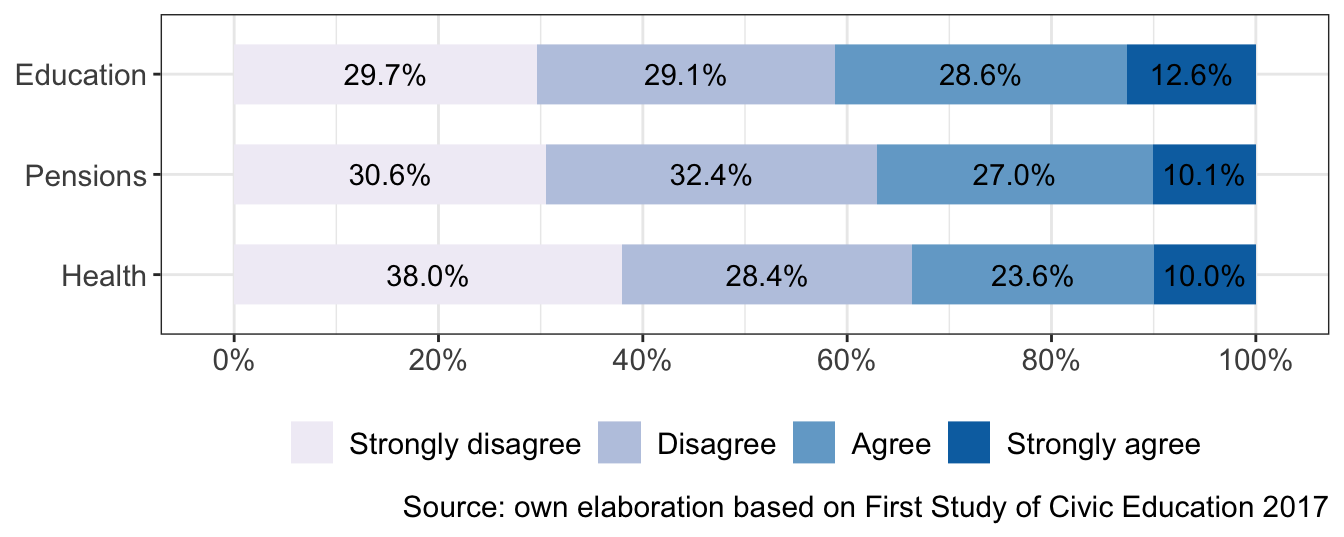 Education 29.7% 29.1% 28.6% 12.6%
Pensions 30.6% 32.4% 27.0% 10.1%
Health 38.0% 28.4% 23.6% 10.0%
0% 20% 40% 60% 80% 100%
Strongly disagree Disagree Agree Strongly agree
Source: own elaboration based on First Study of Civic Education 2017